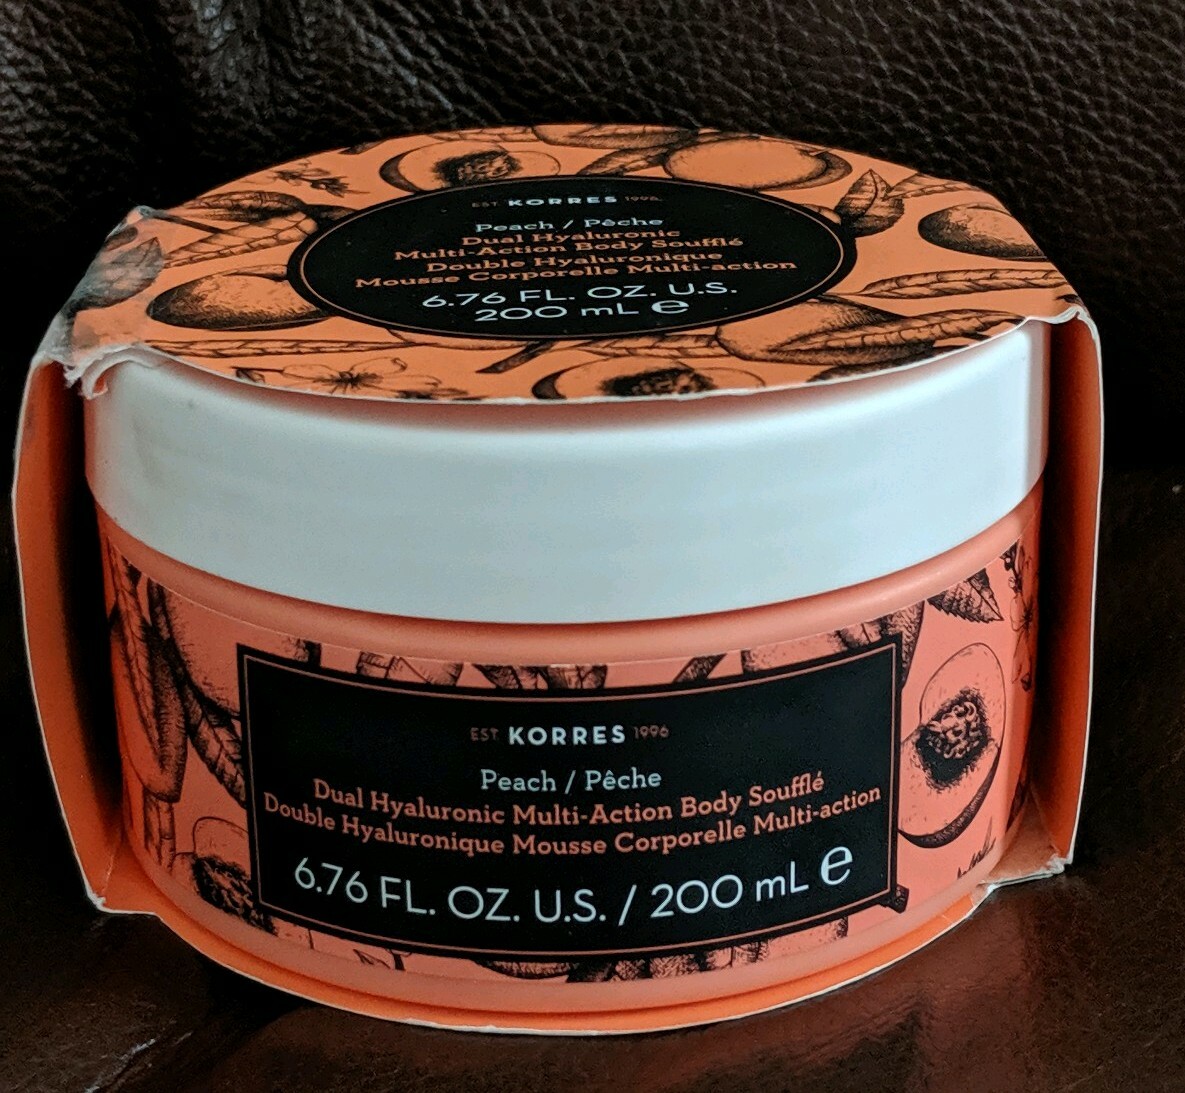 EST. KORRES 1996.
Peach / Pêche
Dual Hyaluronic
Multi-Action Body Soufflé
Double Hyaluronique
Mousse Corporelle Multi-action
6.76 FL. OZ. U.S.
200 mL e
EST KORRES 1996
Peach / Pêche
Dual Hyaluronic Multi-Action Body Soufflé
Double Hyaluronique Mousse Corporelle Multi-action
6.76 FL. OZ. U.S. / 200 mL e